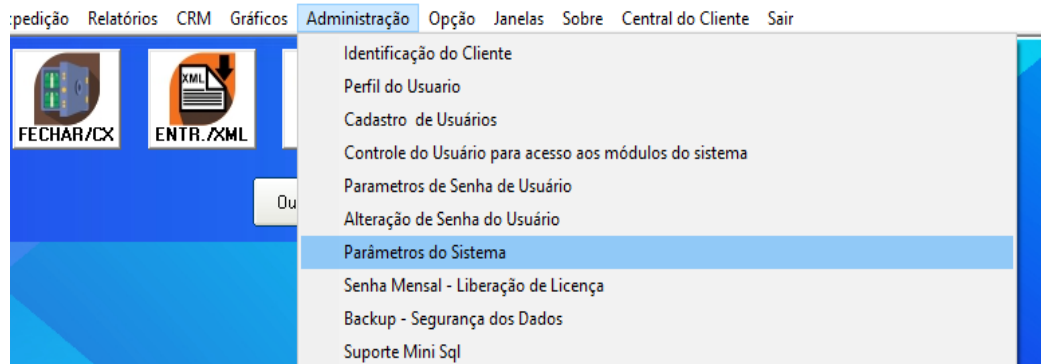 :pedição Relatórios CRM Gráficos Administração Opção Janelas Sobre Central do Cliente Sair
Identificação do Cliente
Perfil do Usuario
XML
Cadastro de Usuários
FECHAR/CX ENTR./XML
Controle do Usuário para acesso aos módulos do sistema
Parametros de Senha de Usuário
Ou
Alteração de Senha do Usuário
Parâmetros do Sistema
Senha Mensal - Liberação de Licença
Backup - Segurança dos Dados
Suporte Mini Sql